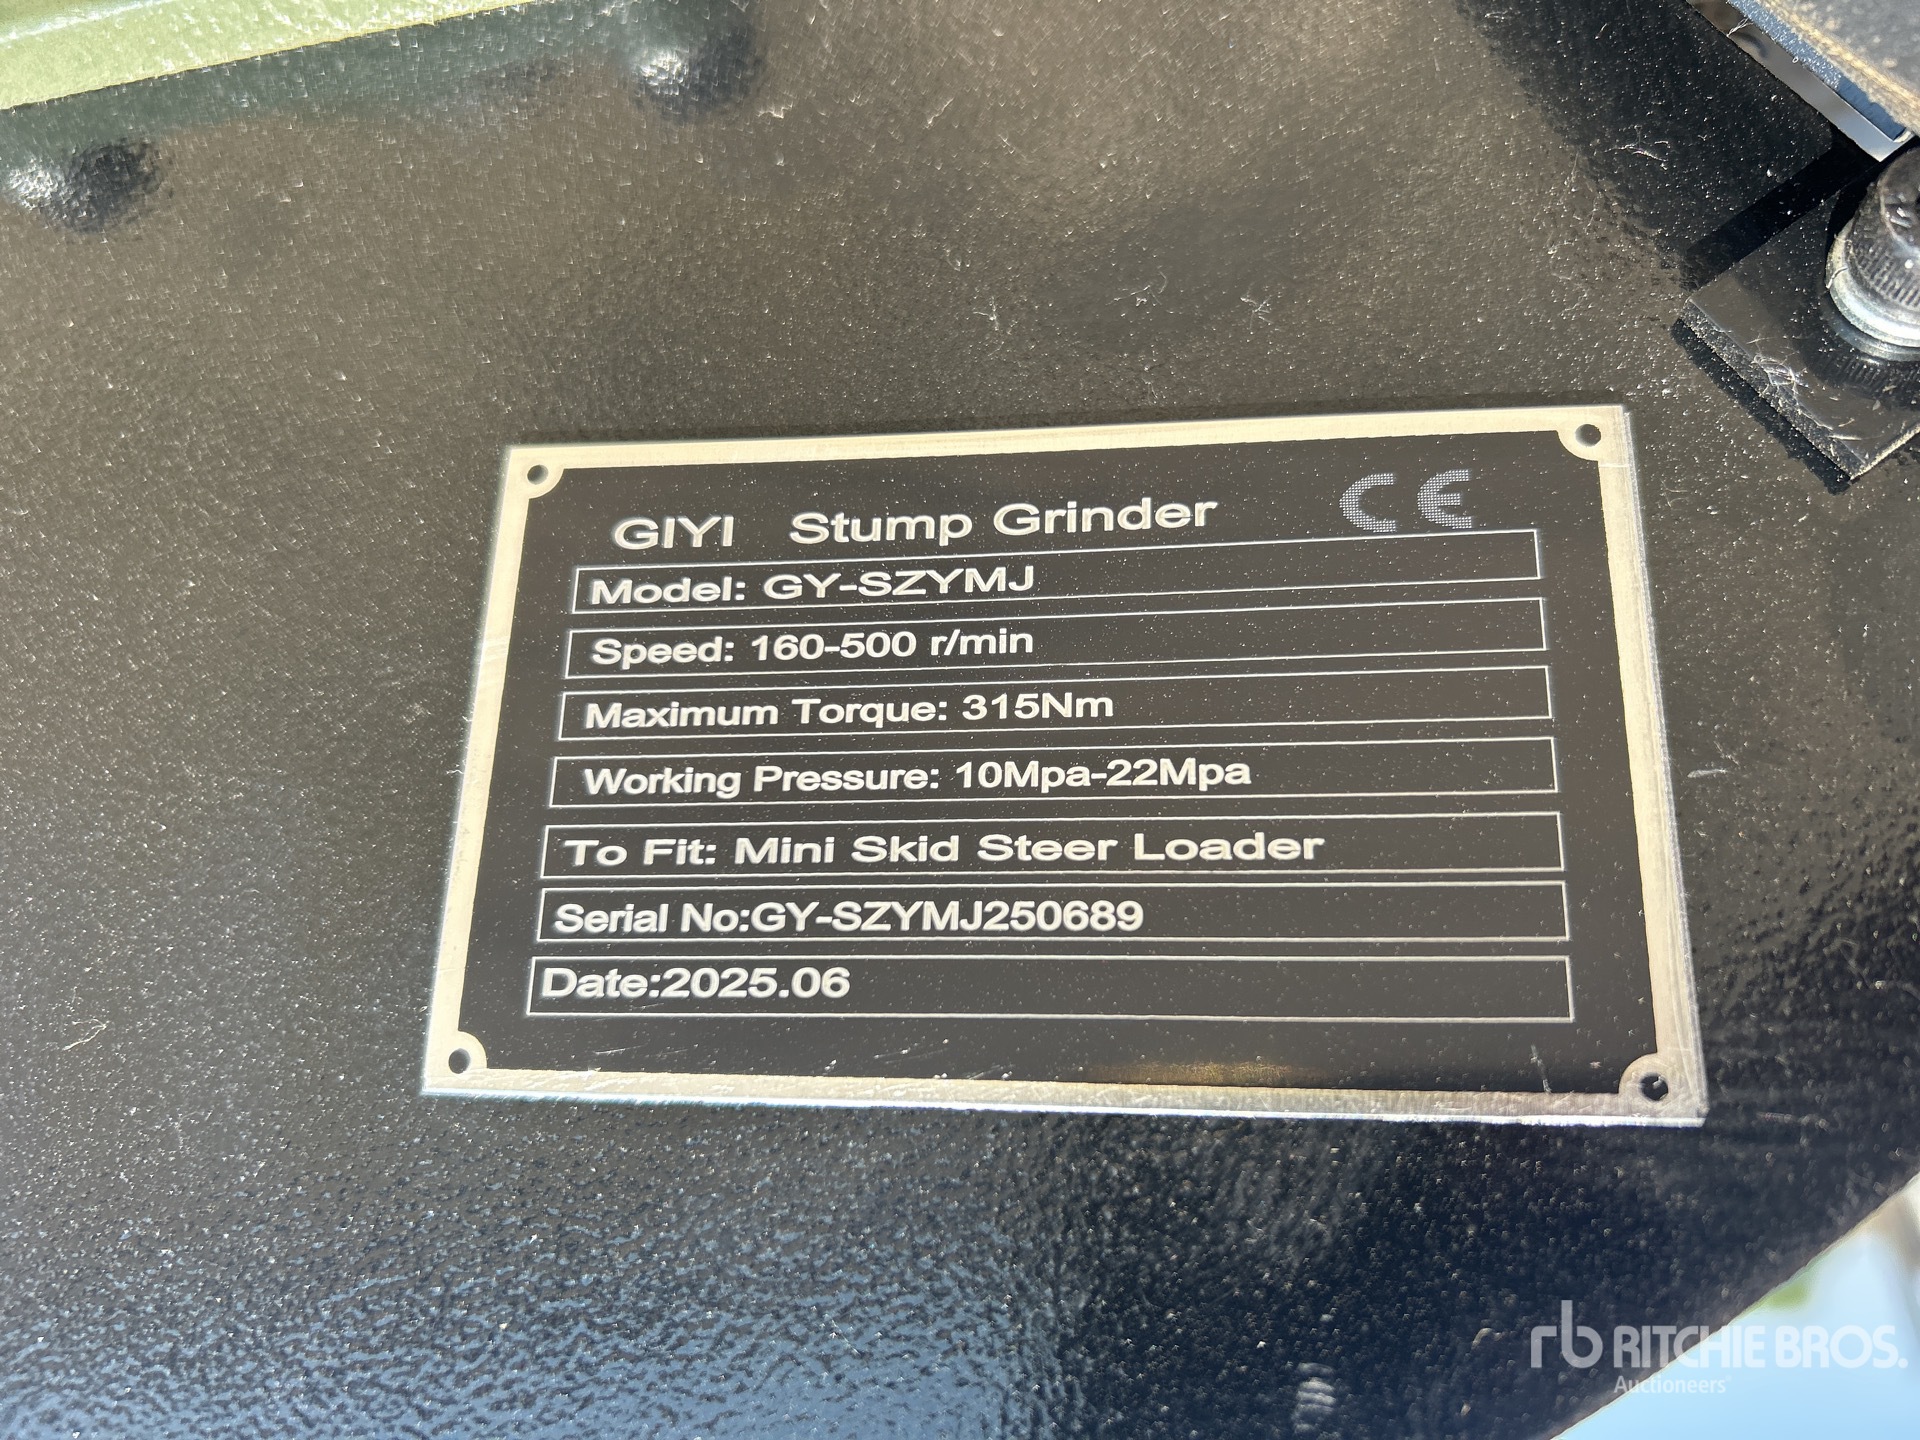 GIYI Stump Grinder CE
Model: GY-SZYMJ
Speed: 160-500 r/min
Maximum Torque: 315Nm
Working Pressure: 10Mpa-22Mpa
To Fit: Mini Skid Steer Loader
Serial No:GY-SZYMJ250689
Date:2025.06
rb RITCHIE BROS.
Auctioneers